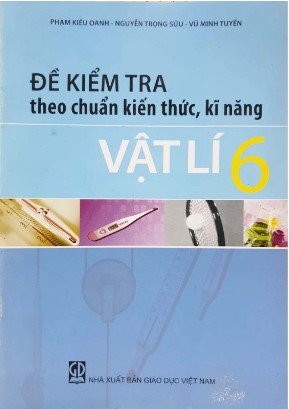 PHẠM KIỀU OANH - NGUYỄN TRỌNG SỬU - VŨ MINH TUYẾN
ĐỀ KIỂM TRA
theo chuẩn kiến thức, kĩ năng
VẬT LÍ 6
GD
NHÀ XUẤT BẢN GIÁO DỤC VIỆT NAM